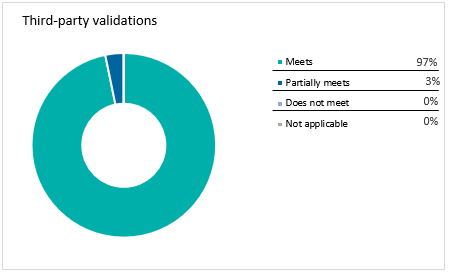 Third-party validations
Meets 97%
Partially meets 3%
Does not meet 0%
Not applicable 0%